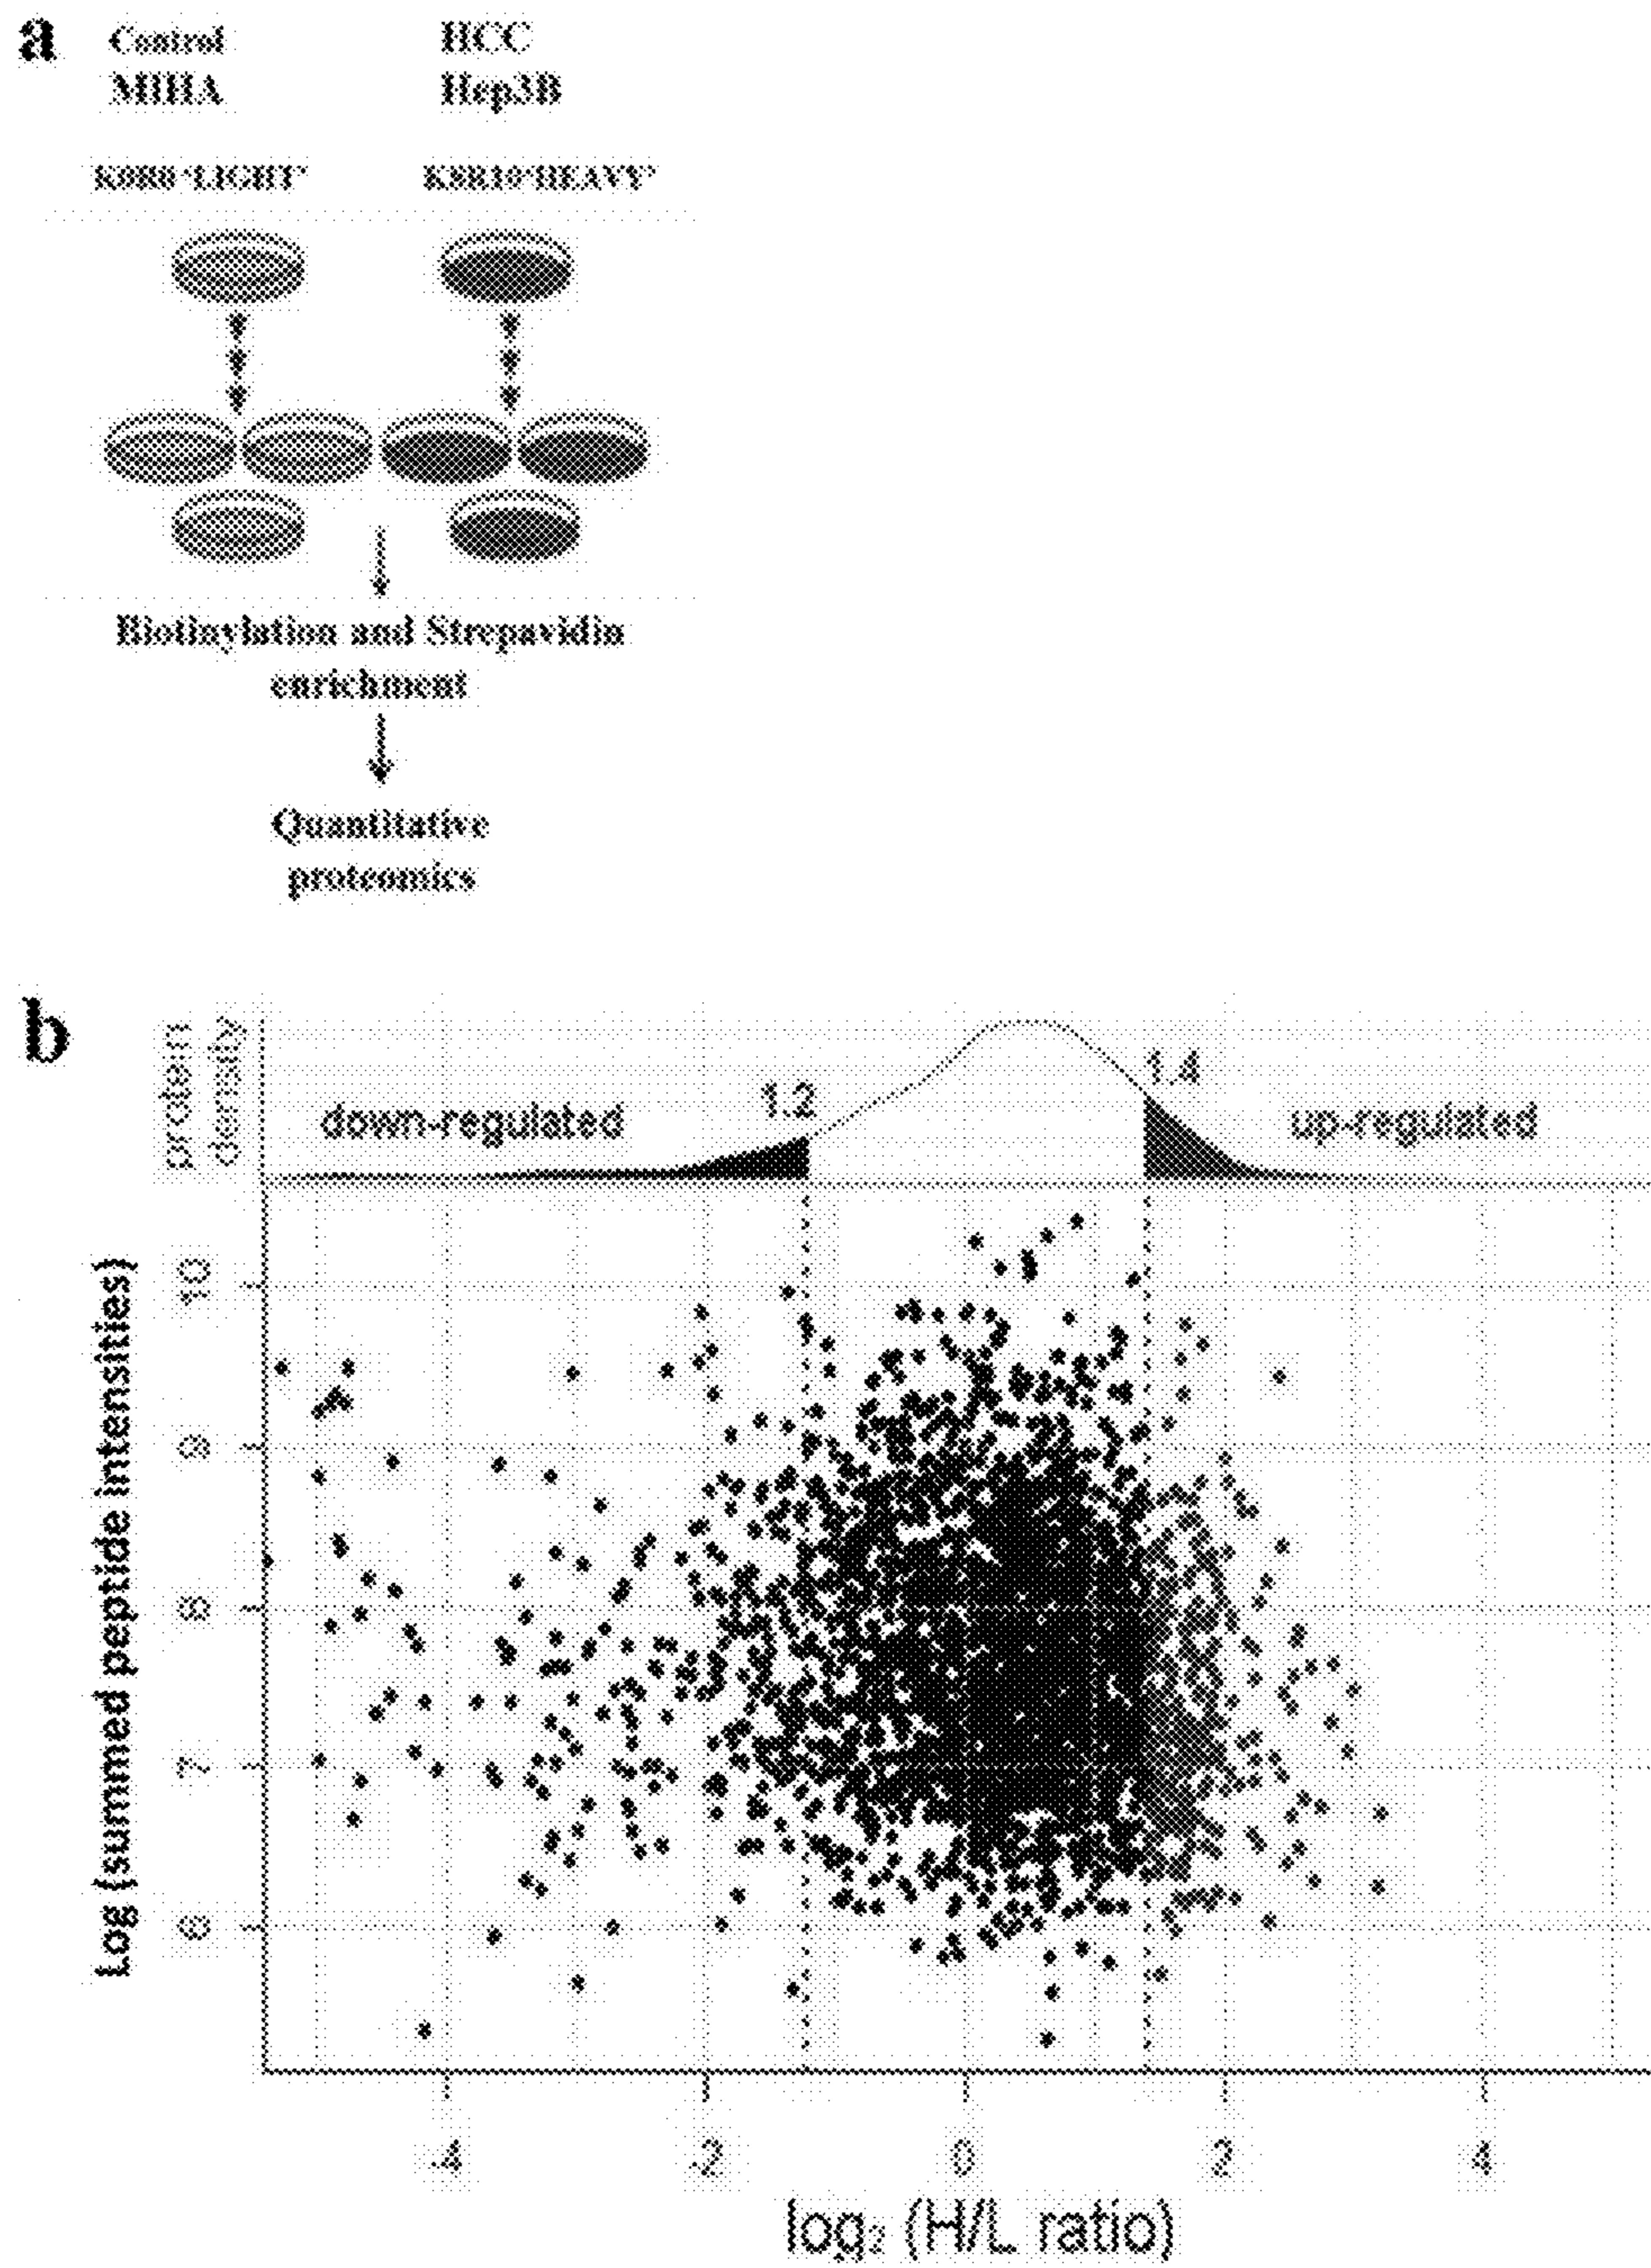 a
Control
MIHA
HCC
Hep3B
K0R0 'LIGHT'
K8R10 'HEAVY'
Biotinylation and Strepavidin
enrichment
Quantitative
proteomics
b
protein
density
down-regulated
1.2
1.4
up-regulated
Log (summed peptide intensities)
10
9
8
7
6
-4
-2
0
2
4
log₂ (H/L ratio)